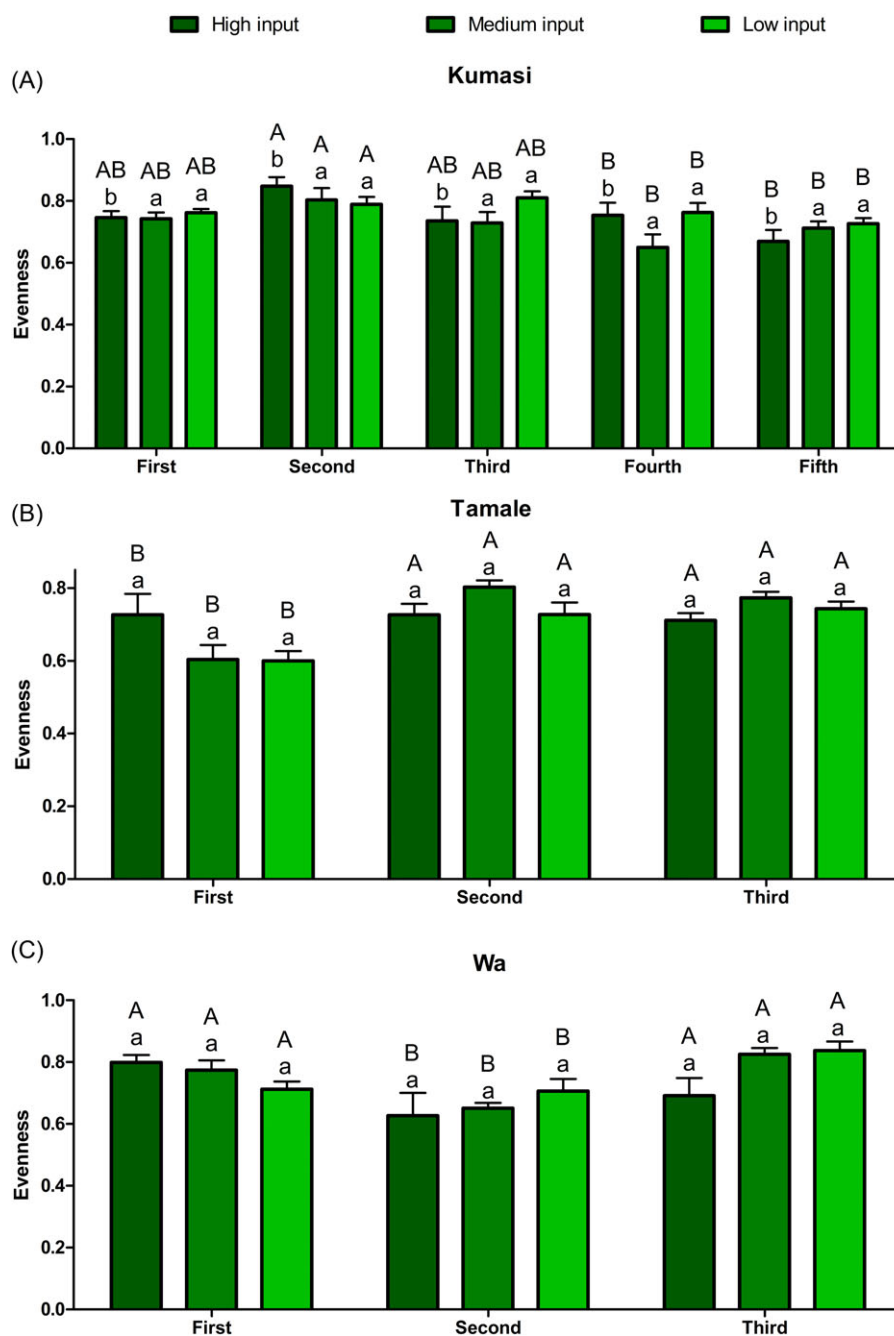 High input Medium input Low input
(A)
Kumasi
Evenness
1.0
0.8
0.6
0.4
0.2
0.0
AB AB AB A A A AB AB AB B B B B B B
b a a b a a b a a b a a b a a
First Second Third Fourth Fifth
(B)
Tamale
Evenness
0.8
0.6
0.4
0.2
0.0
B B B A A A A A A
a a a a a a a a a
First Second Third
(C)
Wa
Evenness
1.0
0.8
0.6
0.4
0.2
0.0
A A A B B B A A A
a a a a a a a a a
First Second Third